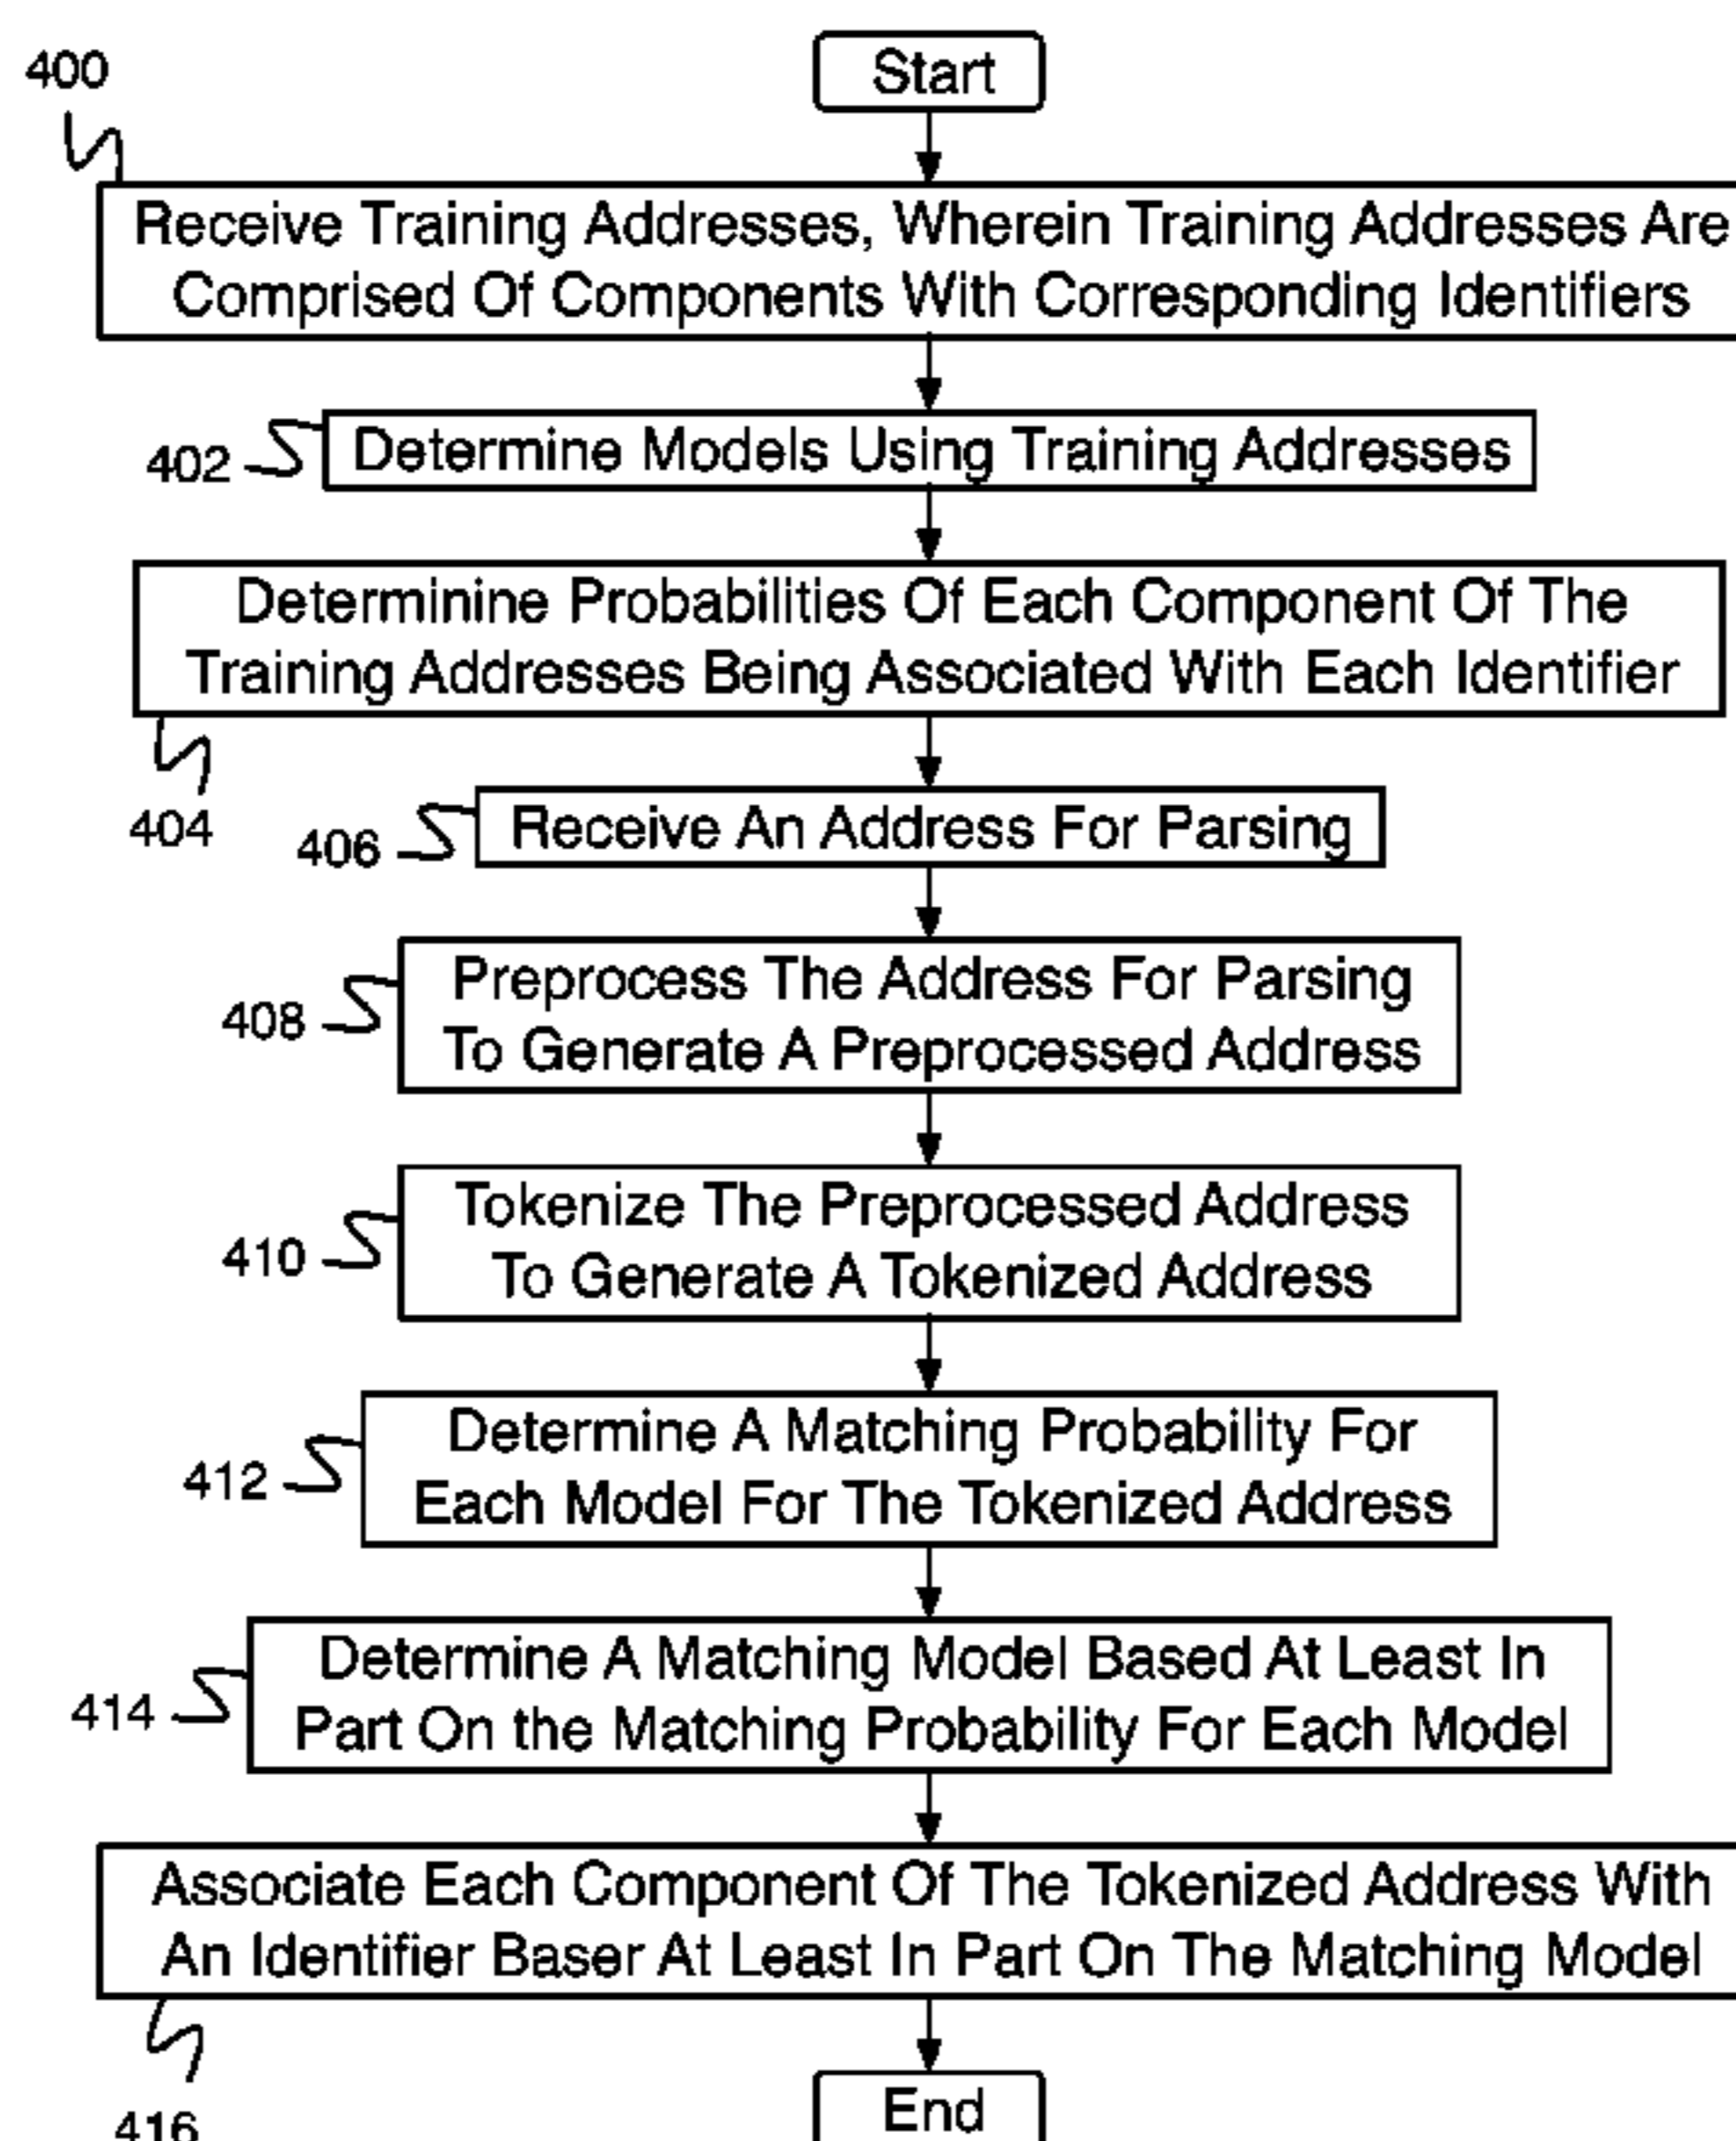 Start
400
Receive Training Addresses, Wherein Training Addresses Are
Comprised Of Components With Corresponding Identifiers
402
Determine Models Using Training Addresses
Determinine Probabilities Of Each Component Of The
Training Addresses Being Associated With Each Identifier
404
406
Receive An Address For Parsing
408
Preprocess The Address For Parsing
To Generate A Preprocessed Address
410
Tokenize The Preprocessed Address
To Generate A Tokenized Address
412
Determine A Matching Probability For
Each Model For The Tokenized Address
414
Determine A Matching Model Based At Least In
Part On the Matching Probability For Each Model
Associate Each Component Of The Tokenized Address With
An Identifier Baser At Least In Part On The Matching Model
416
End